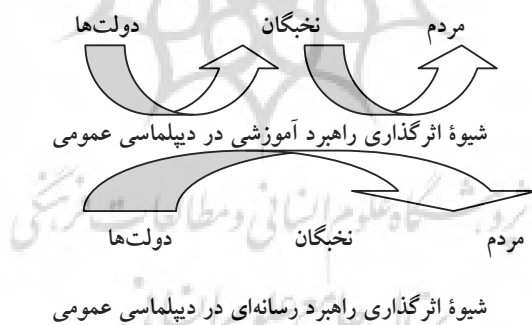 مردم نخبگان دولت‌ها
شیوهٔ اثرگذاری راهبرد آموزشی در دیپلماسی عمومی
دولت‌ها نخبگان مردم
شیوهٔ اثرگذاری راهبرد رسانه‌ای در دیپلماسی عمومی